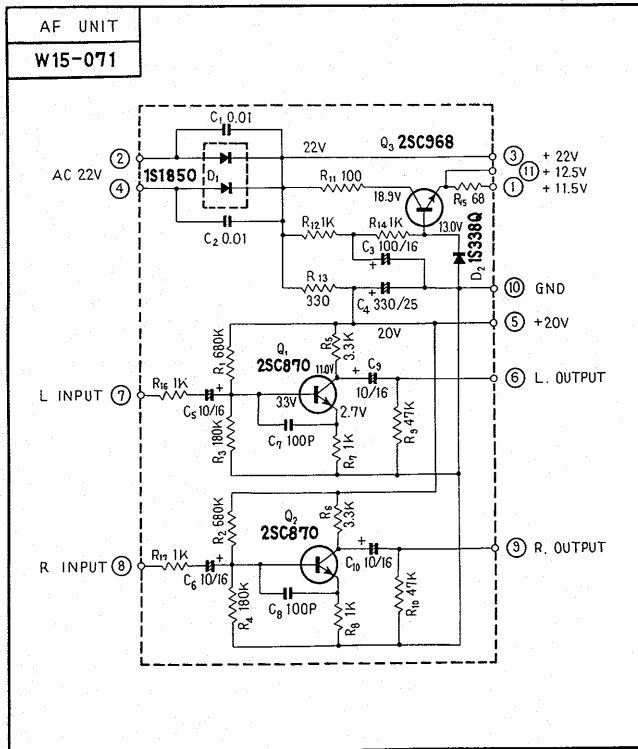 AF UNIT
W15-071
C1 0.01
2
22V
Q3 2SC968
3 + 22V
11 + 12.5V
AC 22V
1S1850
D1
R11 100
18.9V
R15 68
1 + 11.5V
4
C2 0.01
R12 1K
R14 1K
13.0V
C3 100/16
+
D2 1S338Q
R13
330
+
C4 330/25
10 GND
20V
5 +20V
R1 680K
Q1
2SC870
11.0V
R5 3.3K
+ C9
10/16
6 L. OUTPUT
L INPUT 7
R16 1K
+
C5 10/16
33V
2.7V
C7 100P
R3 180K
R7 1K
R9 47K
R2 680K
Q2
2SC870
R6 3.3K
+
C10 10/16
9 R. OUTPUT
R INPUT 8
R17 1K
+
C6 10/16
C8 100P
R4 180K
R8 1K
R10 47K